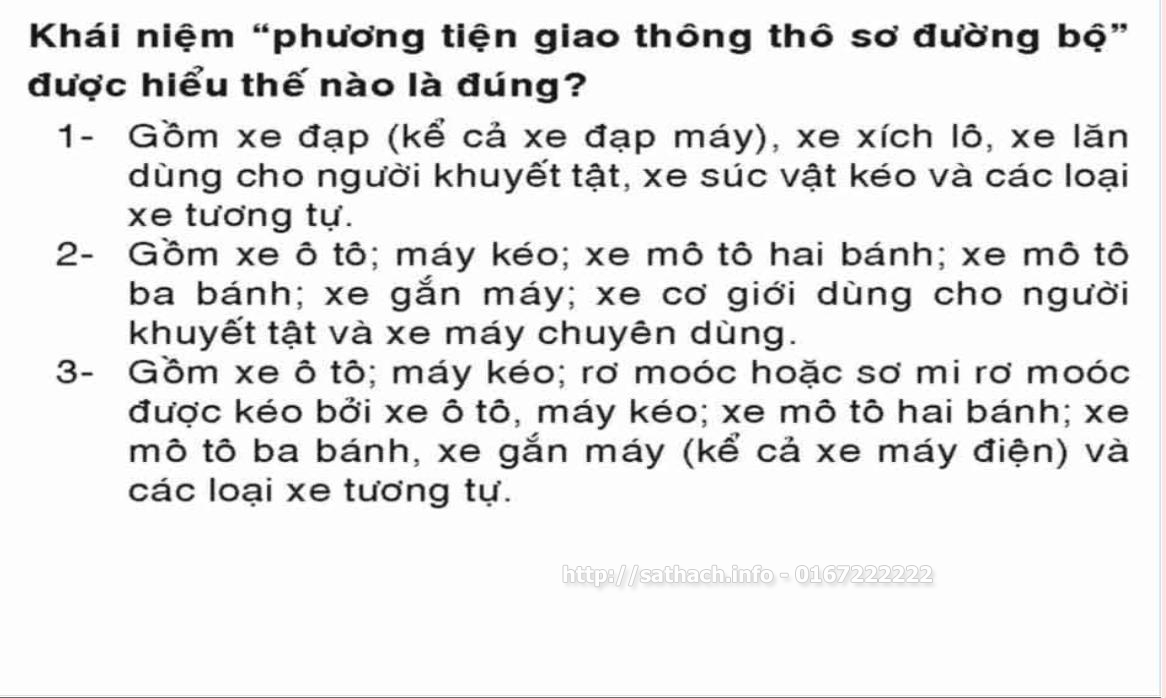 Khái niệm “phương tiện giao thông thô sơ đường bộ”
được hiểu thế nào là đúng?
1- Gồm xe đạp (kể cả xe đạp máy), xe xích lô, xe lăn
dùng cho người khuyết tật, xe súc vật kéo và các loại
xe tương tự.
2- Gồm xe ô tô; máy kéo; xe mô tô hai bánh; xe mô tô
ba bánh; xe gắn máy; xe cơ giới dùng cho người
khuyết tật và xe máy chuyên dùng.
3- Gồm xe ô tô; máy kéo; rơ moóc hoặc sơ mi rơ moóc
được kéo bởi xe ô tô, máy kéo; xe mô tô hai bánh; xe
mô tô ba bánh, xe gắn máy (kể cả xe máy điện) và
các loại xe tương tự.
http://sathach.info - 0167222222